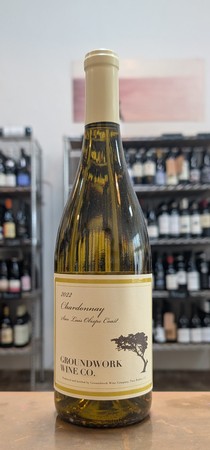 2022
Chardonnay
San Luis Obispo Coast
GROUNDWORK
WINE CO.